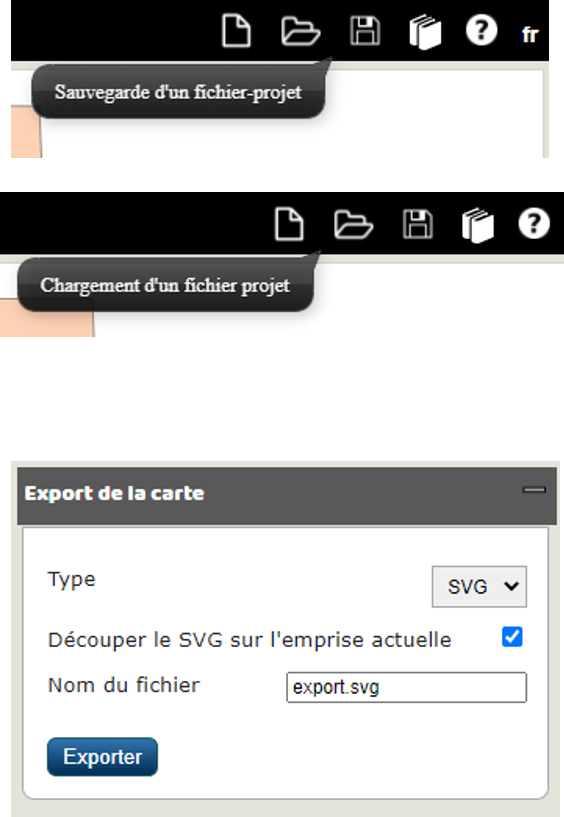 ?
fr
Sauvegarde d'un fichier-projet
?
Chargement d'un fichier projet
Export de la carte
Type
SVG
Découper le SVG sur l'emprise actuelle
Nom du fichier
export.svg
Exporter